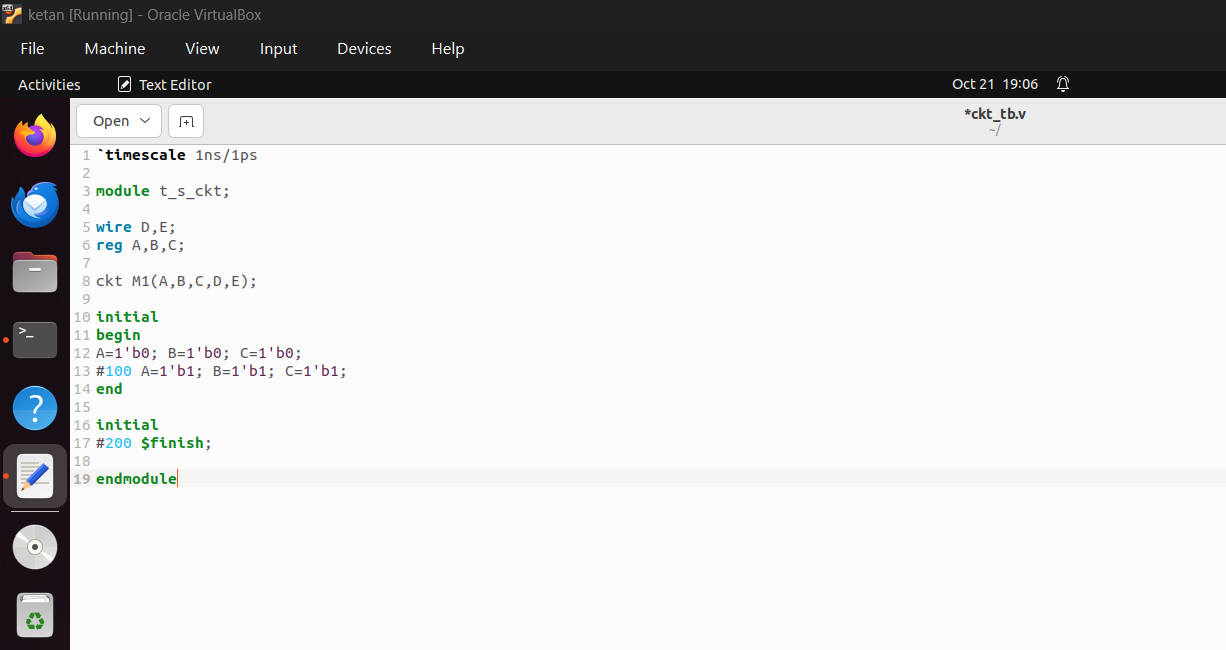 ketan [Running] - Oracle VirtualBox
File Machine View Input Devices Help
Activities Text Editor Oct 21 19:06
Open *ckt_tb.v
~/
1 `timescale 1ns/1ps
2
3 module t_s_ckt;
4
5 wire D,E;
6 reg A,B,C;
7
8 ckt M1(A,B,C,D,E);
9
10 initial
11 begin
12 A=1'b0; B=1'b0; C=1'b0;
13 #100 A=1'b1; B=1'b1; C=1'b1;
14 end
15
16 initial
17 #200 $finish;
18
19 endmodule